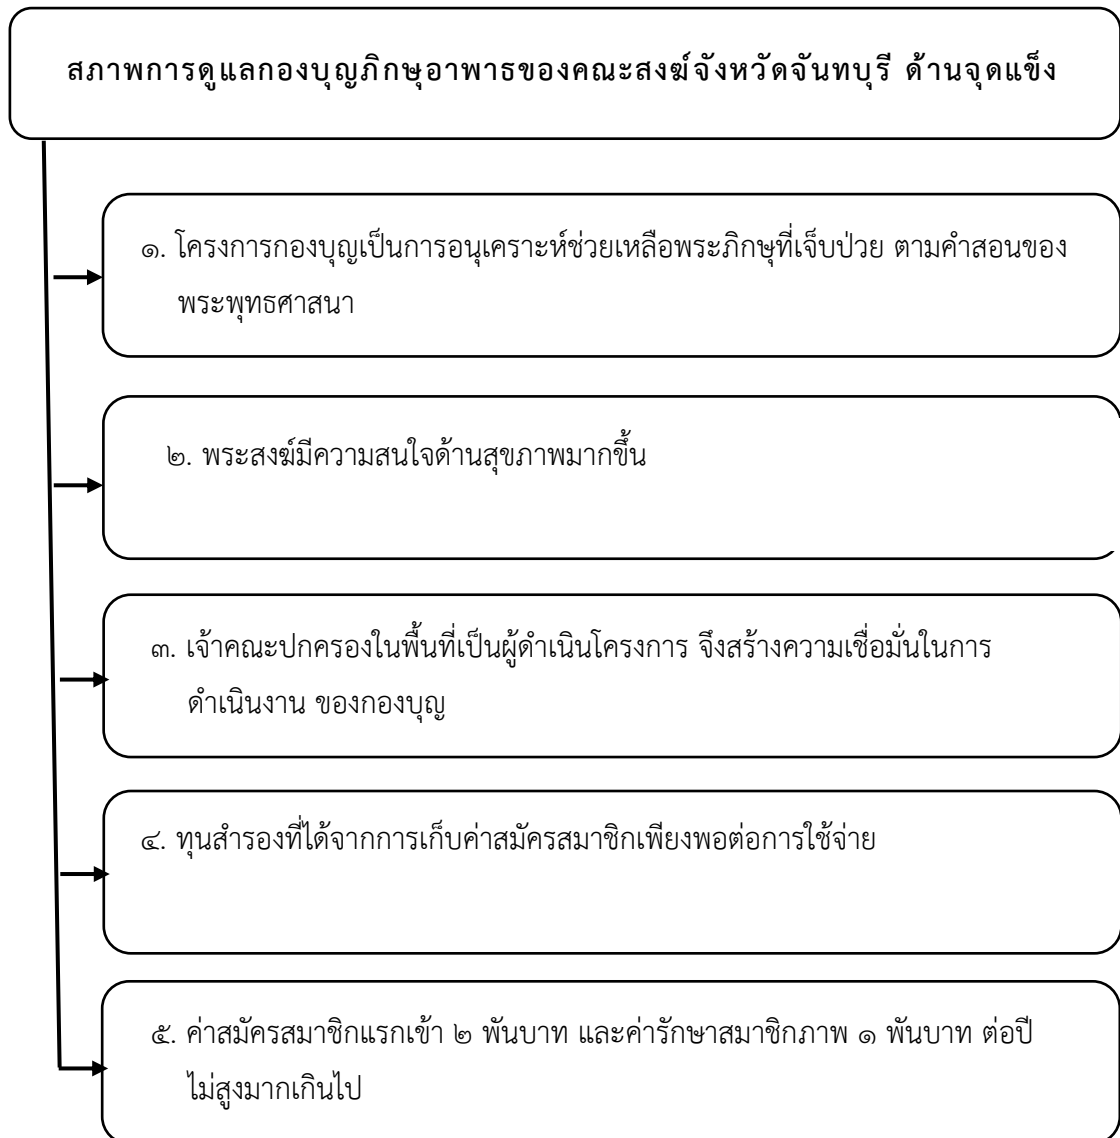 สภาพการดูแลกองบุญภิกษุอาพาธของคณะสงฆ์จังหวัดจันทบุรี ด้านจุดแข็ง
๑. โครงการกองบุญเป็นการอนุเคราะห์ช่วยเหลือพระภิกษุที่เจ็บป่วย ตามคำสอนของ
พระพุทธศาสนา
๒. พระสงฆ์มีความสนใจด้านสุขภาพมากขึ้น
๓. เจ้าคณะปกครองในพื้นที่เป็นผู้ดำเนินโครงการ จึงสร้างความเชื่อมั่นในการ
ดำเนินงาน ของกองบุญ
๔. ทุนสำรองที่ได้จากการเก็บค่าสมัครสมาชิกเพียงพอต่อการใช้จ่าย
๕. ค่าสมัครสมาชิกแรกเข้า ๒ พันบาท และค่ารักษาสมาชิกภาพ ๑ พันบาท ต่อปี
ไม่สูงมากเกินไป